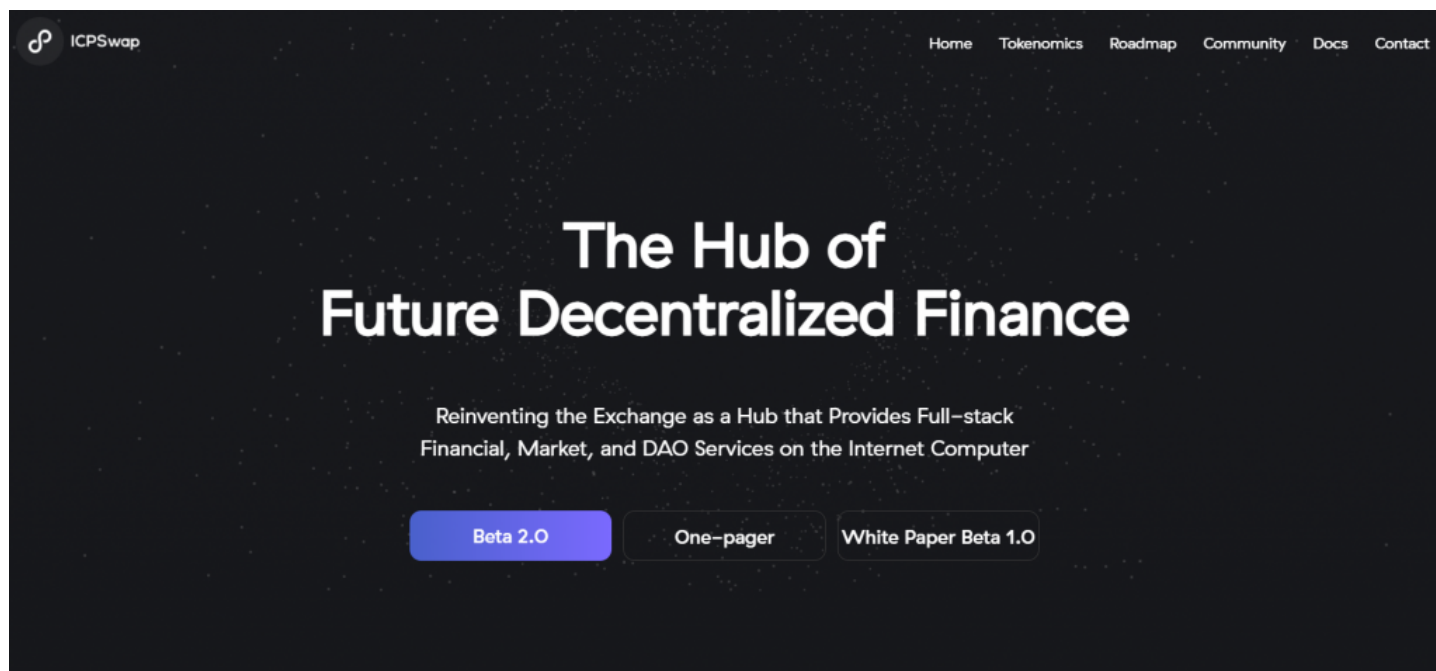 ICPSwap
Home Tokenomics Roadmap Community Docs Contact
The Hub of
Future Decentralized Finance
Reinventing the Exchange as a Hub that Provides Full-stack
Financial, Market, and DAO Services on the Internet Computer
Beta 2.0
One-pager
White Paper Beta 1.0